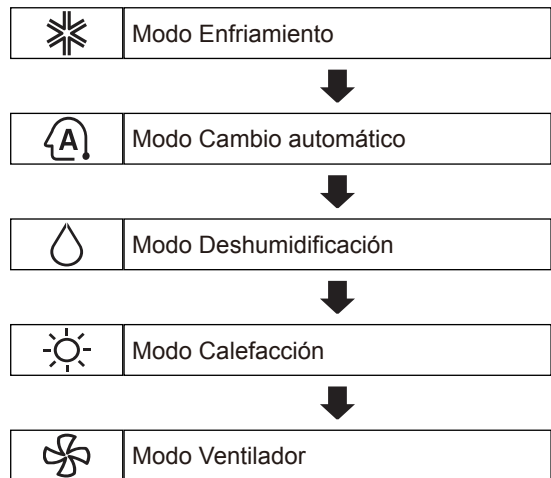 Modo Enfriamiento
A
Modo Cambio automático
Modo Deshumidificación
Modo Calefacción
Modo Ventilador